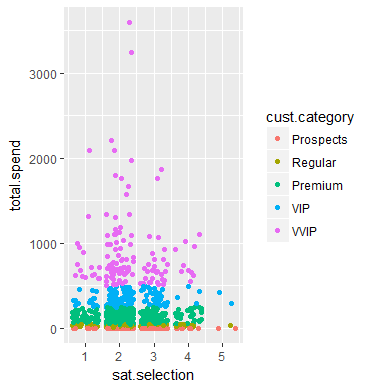 total.spend
3000
2000
1000
0
1
2
3
4
5
sat.selection
cust.category
Prospects
Regular
Premium
VIP
VVIP